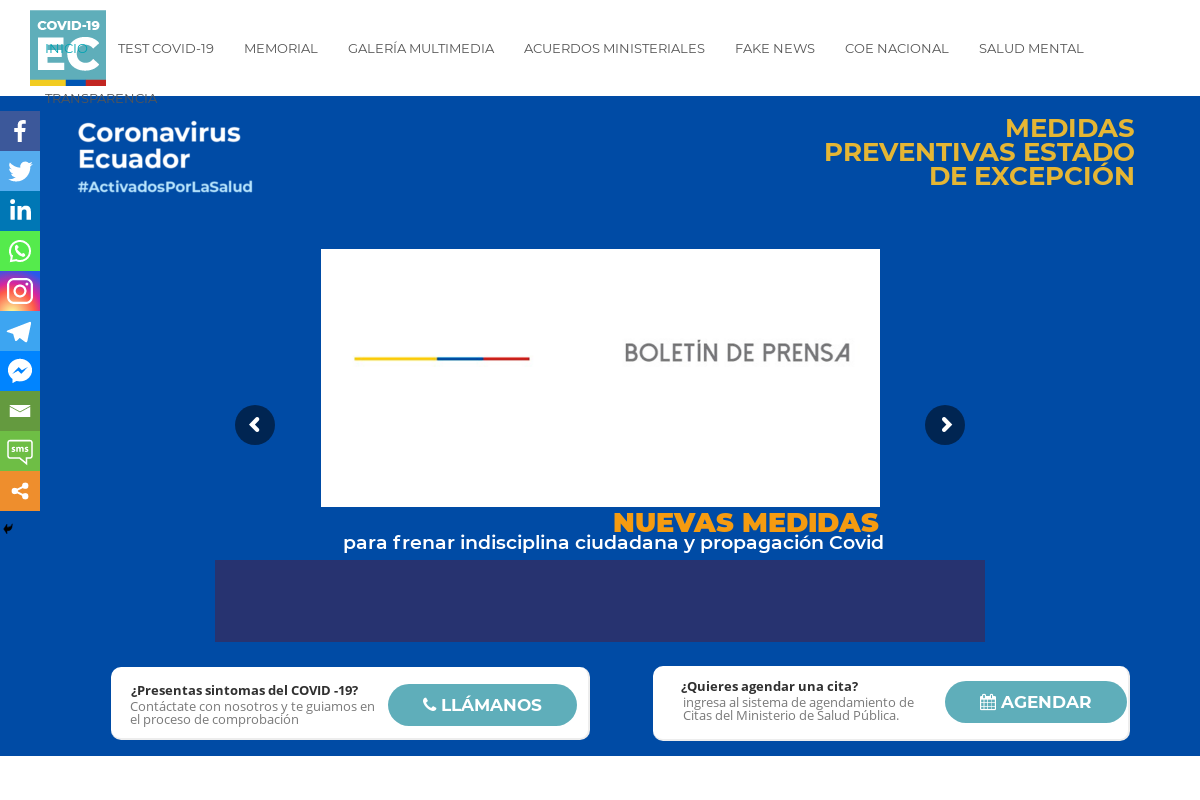 COVID-19
EC
INICIO
TEST COVID-19
MEMORIAL
GALERÍA MULTIMEDIA
ACUERDOS MINISTERIALES
FAKE NEWS
COE NACIONAL
SALUD MENTAL
TRANSPARENCIA
Coronavirus
Ecuador
#ActivadosPorLaSalud
MEDIDAS
PREVENTIVAS ESTADO
DE EXCEPCIÓN
BOLETÍN DE PRENSA
sms
NUEVAS MEDIDAS
para frenar indisciplina ciudadana y propagación Covid
¿Presentas sintomas del COVID -19?
Contáctate con nosotros y te guiamos en
el proceso de comprobación
LLÁMANOS
¿Quieres agendar una cita?
ingresa al sistema de agendamiento de
Citas del Ministerio de Salud Pública.
AGENDAR